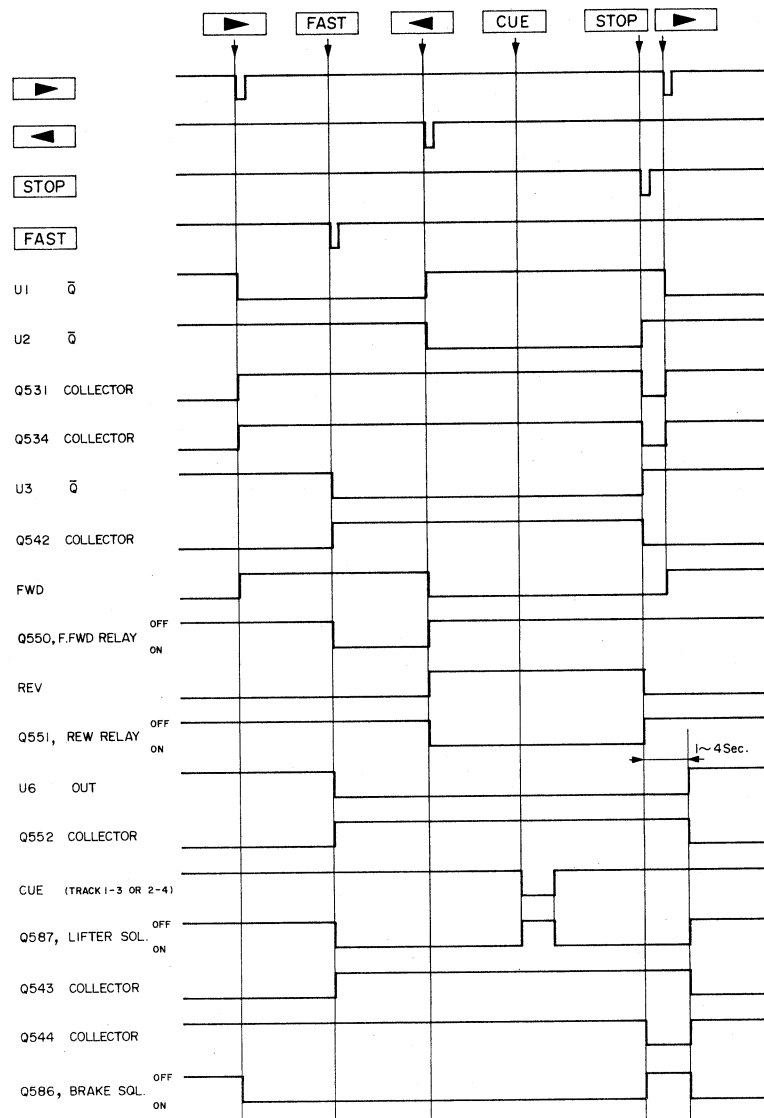 ► FAST ◄ CUE STOP ►
►
◄
STOP
FAST
U1 Q̄
U2 Q̄
Q531 COLLECTOR
Q534 COLLECTOR
U3 Q̄
Q542 COLLECTOR
FWD
Q550, F.FWD RELAY OFF
ON
REV
Q551, REW RELAY OFF
ON
1~4Sec.
U6 OUT
Q552 COLLECTOR
CUE (TRACK 1-3 OR 2-4)
Q587, LIFTER SOL. OFF
ON
Q543 COLLECTOR
Q544 COLLECTOR
Q586, BRAKE SOL. OFF
ON